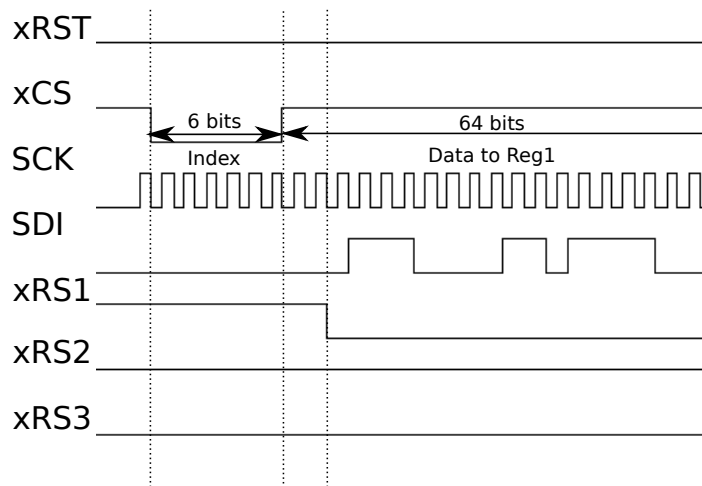 xRST
xCS
6 bits
64 bits
SCK
Index
Data to Reg1
SDI
xRS1
xRS2
xRS3